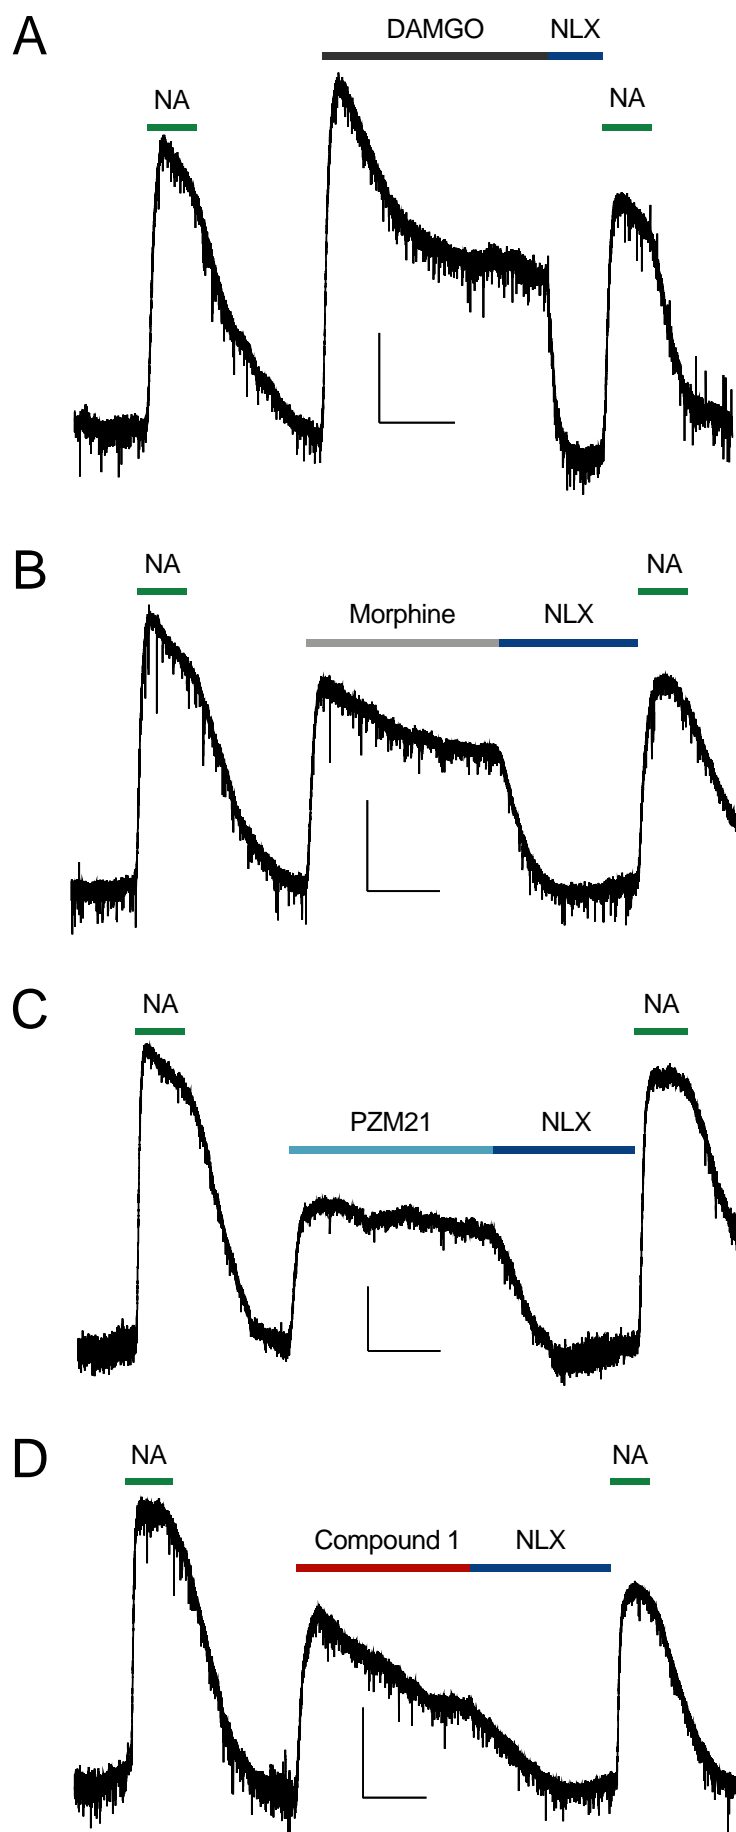 A
DAMGO NLX
NA NA
B
NA NA
Morphine NLX
C
NA NA
PZM21 NLX
D
NA NA
Compound 1 NLX